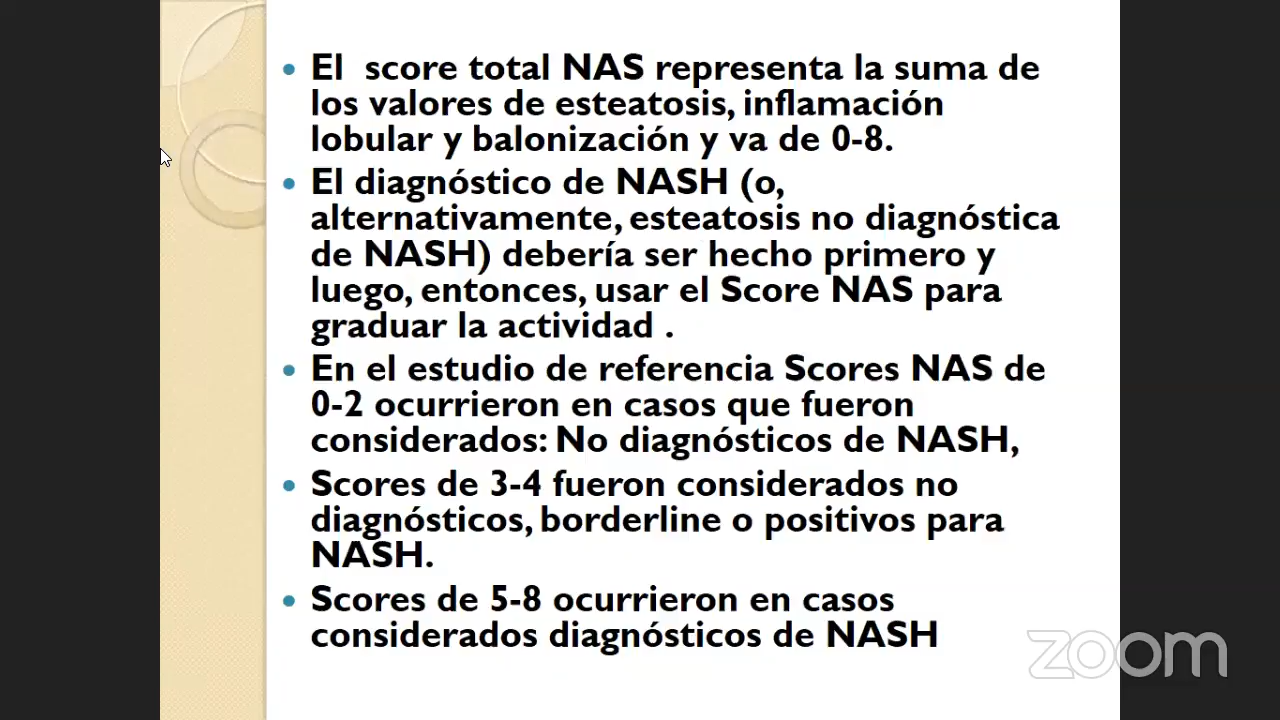 • El  score total NAS representa la suma de
los valores de esteatosis, inflamación
lobular y balonización y va de 0-8.
• El diagnóstico de NASH (o,
alternativamente, esteatosis no diagnóstica
de NASH) debería ser hecho primero y
luego, entonces, usar el Score NAS para
graduar la actividad .
• En el estudio de referencia Scores NAS de
0-2 ocurrieron en casos que fueron
considerados: No diagnósticos de NASH,
• Scores de 3-4 fueron considerados no
diagnósticos, borderline o positivos para
NASH.
• Scores de 5-8 ocurrieron en casos
considerados diagnósticos de NASH
zoom